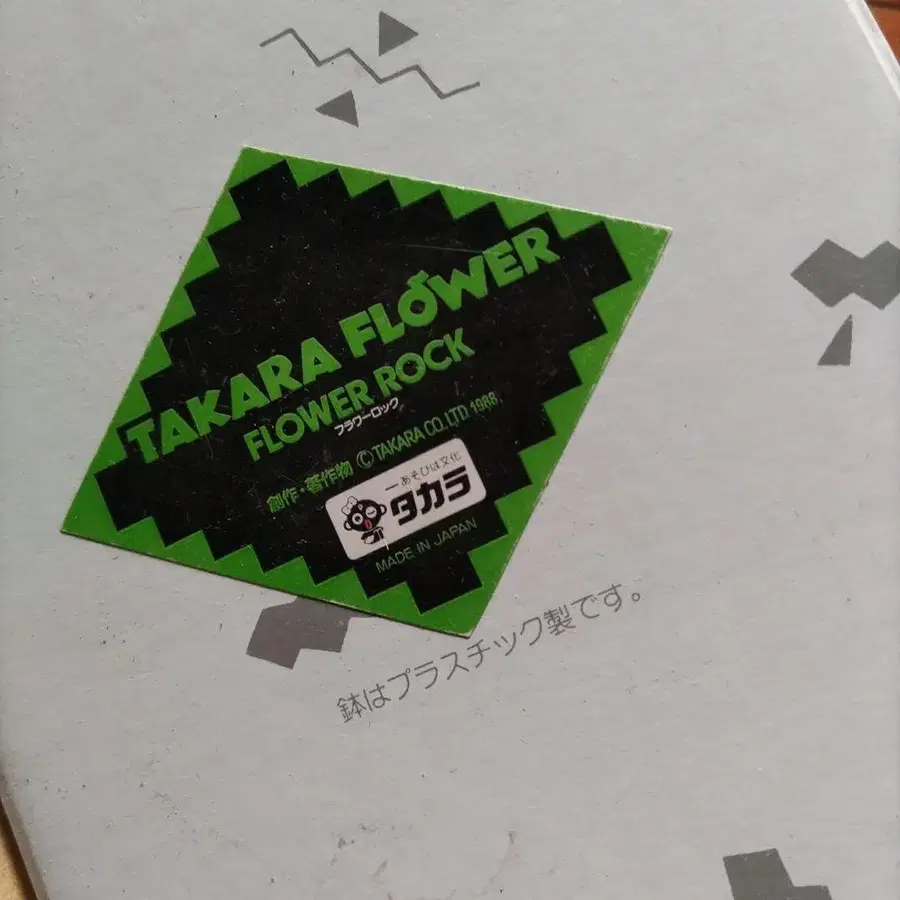 TAKARA FLOWER
FLOWER ROCK
フラワーロック
創作・著作物 ©TAKARA CO., LTD. 1988
―あそびは文化
タカラ
MADE IN JAPAN
鉢はプラスチック製です。